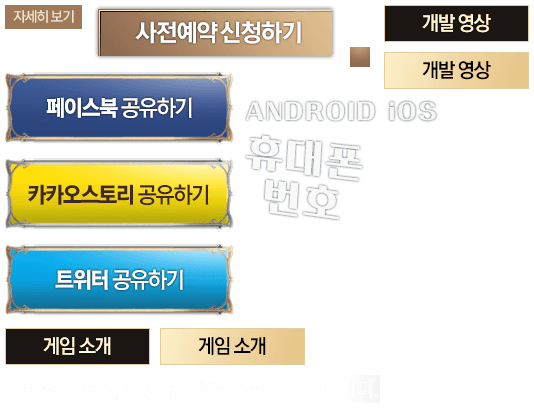 자세히 보기
사전예약 신청하기
개발 영상
개발 영상
페이스북 공유하기
ANDROID iOS
휴대폰
번호
카카오스토리 공유하기
트위터 공유하기
게임 소개
게임 소개